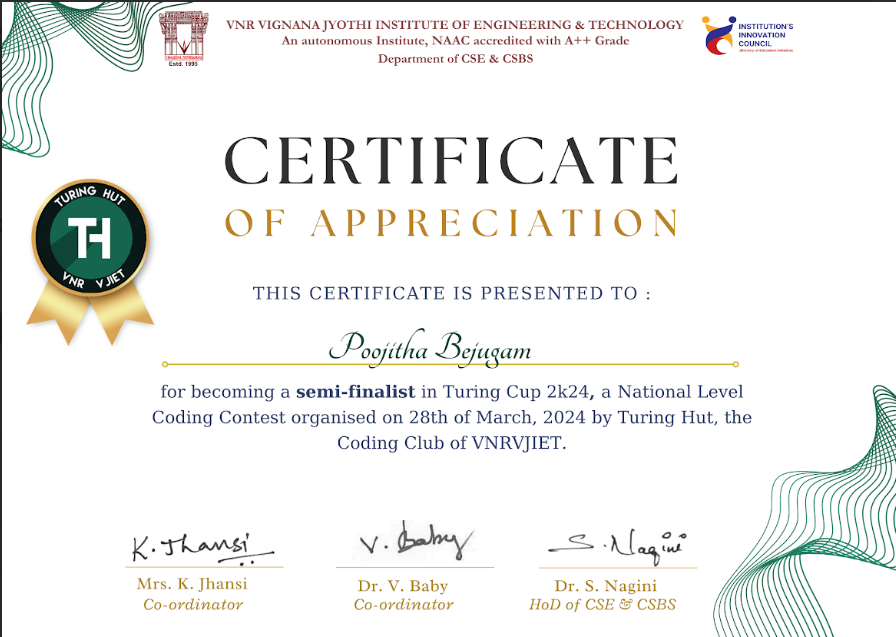 VNR VIGNANA JYOTHI INSTITUTE OF ENGINEERING & TECHNOLOGY
An autonomous Institute, NAAC accredited with A++ Grade
Department of CSE & CSBS
Estd. 1995
INSTITUTION'S
INNOVATION
COUNCIL
CERTIFICATE
OF APPRECIATION
TURING HUT
TH
VNR VJIET
THIS CERTIFICATE IS PRESENTED TO :
Poojitha Bejugam
for becoming a semi-finalist in Turing Cup 2k24, a National Level
Coding Contest organised on 28th of March, 2024 by Turing Hut, the
Coding Club of VNRVJIET.
K. Jhansi
V. Baby
S. Nagini
Mrs. K. Jhansi
Dr. V. Baby
Dr. S. Nagini
Co-ordinator
Co-ordinator
HoD of CSE & CSBS